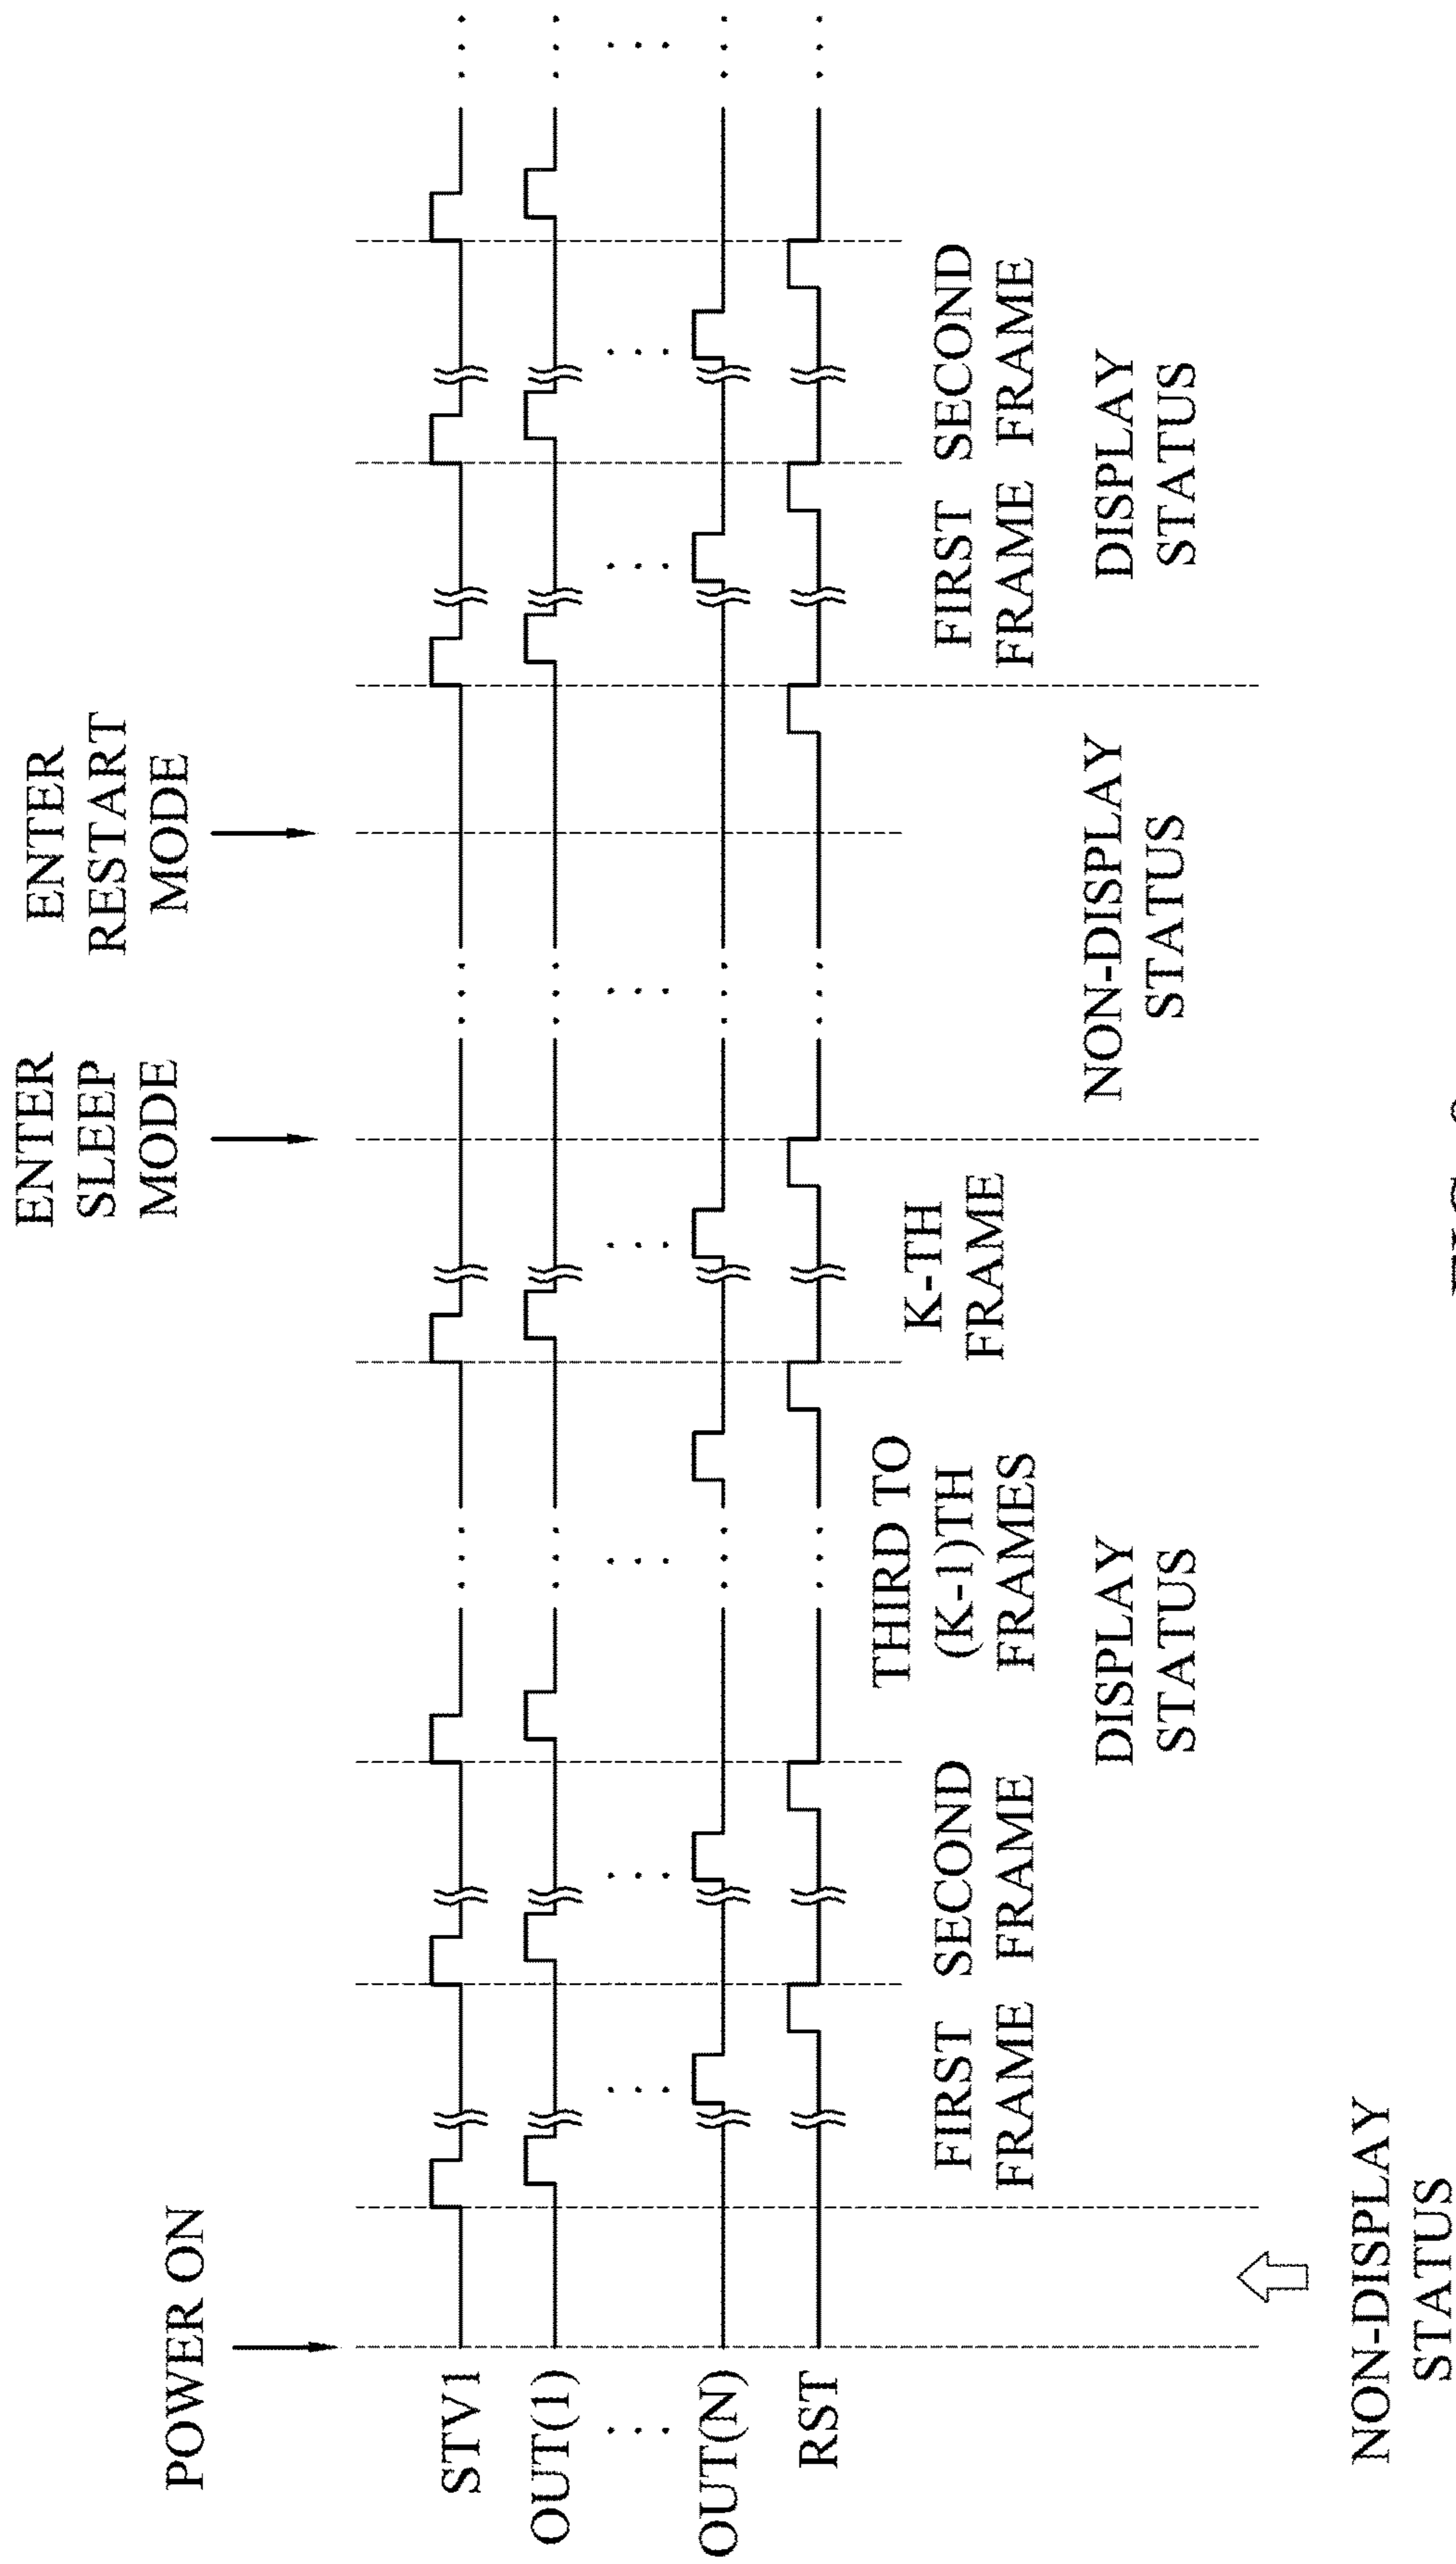 POWER ON
ENTER
SLEEP
MODE
ENTER
RESTART
MODE
STV1
OUT(1)
OUT(N)
RST
FIRST
FRAME
SECOND
FRAME
THIRD TO
(K-1)TH
FRAMES
K-TH
FRAME
FIRST
FRAME
SECOND
FRAME
NON-DISPLAY
STATUS
DISPLAY
STATUS
NON-DISPLAY
STATUS
DISPLAY
STATUS